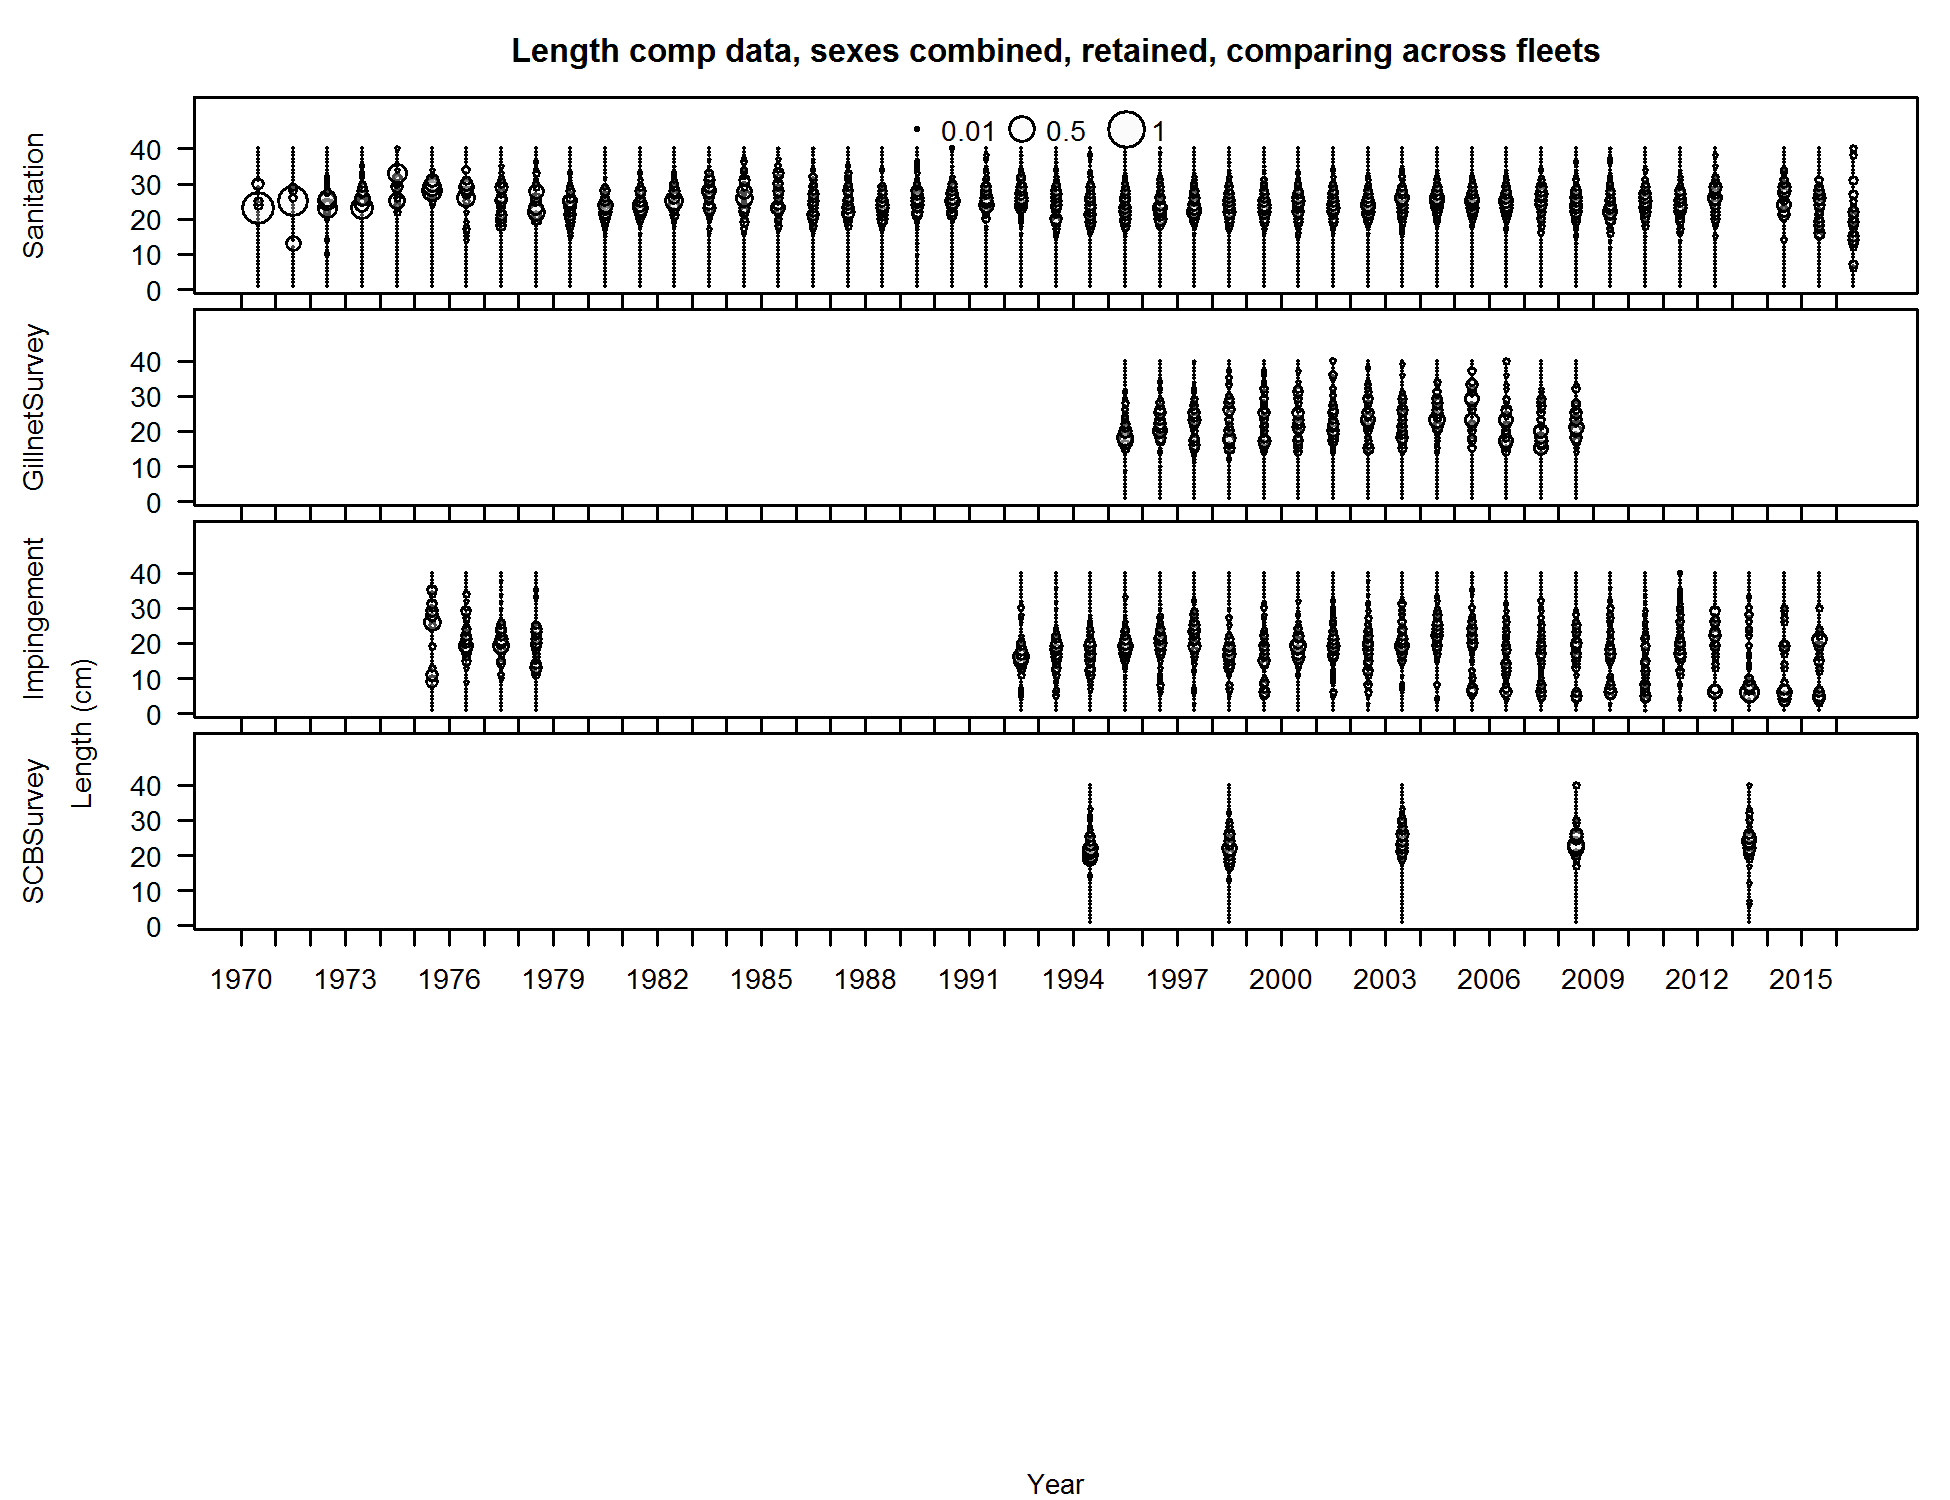 Length comp data, sexes combined, retained, comparing across fleets
0.01 0.5 1
Sanitation
40
30
20
10
0
GillnetSurvey
40
30
20
10
0
Impingement
40
30
20
10
0
Length (cm)
SCBSurvey
40
30
20
10
0
1970 1973 1976 1979 1982 1985 1988 1991 1994 1997 2000 2003 2006 2009 2012 2015
Year